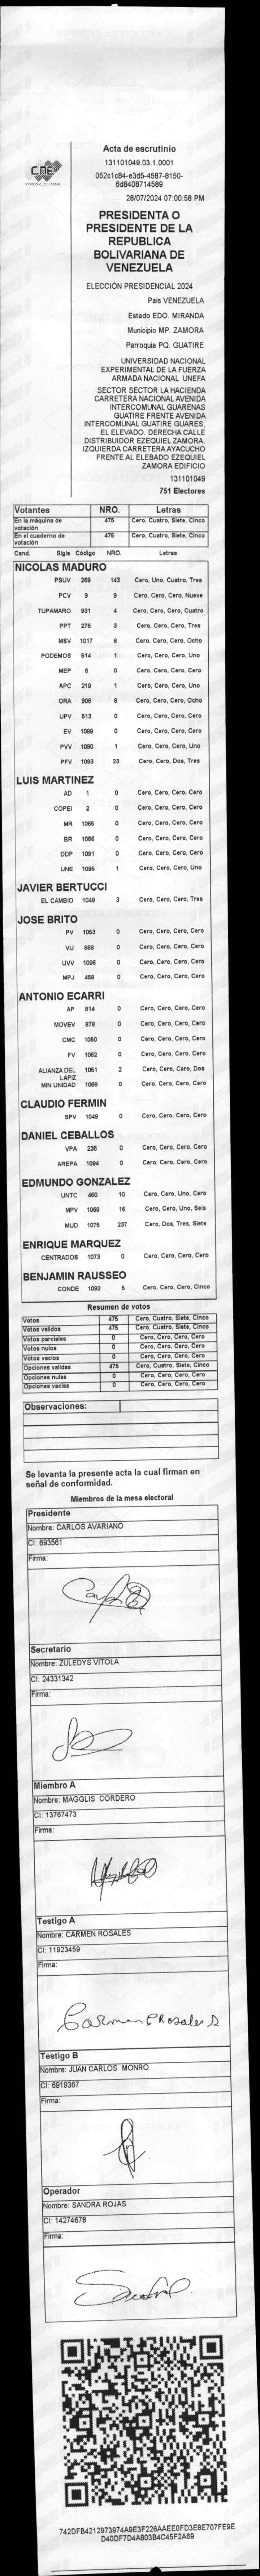 CNE
Acta de escrutinio
131101049.03.1.0001
052c1c84-e3d5-4587-8150-
6d8408714589
28/07/2024 07:00:58 PM
PRESIDENTA O
PRESIDENTE DE LA
REPUBLICA
BOLIVARIANA DE
VENEZUELA
ELECCIÓN PRESIDENCIAL 2024
Pais VENEZUELA
Estado EDO. MIRANDA
Municipio MP. ZAMORA
Parroquia PQ. GUATIRE
UNIVERSIDAD NACIONAL
EXPERIMENTAL DE LA FUERZA
ARMADA NACIONAL UNEFA
SECTOR SECTOR LA HACIENDA
CARRETERA NACIONAL AVENIDA
INTERCOMUNAL GUARENAS
GUATIRE FRENTE AVENIDA
INTERCOMUNAL GUATIRE GUARES,
EL ELEVADO. DERECHA CALLE
DISTRIBUIDOR EZEQUIEL ZAMORA.
IZQUIERDA CARRETERA AYACUCHO
FRENTE AL ELEBADO EZEQUIEL
ZAMORA EDIFICIO
131101049
751 Electores
Votantes NRO. Letras
En la máquina de votación 475 Cero, Cuatro, Siete, Cinco
En el cuaderno de votación 475 Cero, Cuatro, Siete, Cinco
Cand. Sigls Código NRO. Letras
NICOLAS MADURO
PSUV 269 143 Cero, Uno, Cuatro, Tres
PCV 9 9 Cero, Cero, Cero, Nueve
TUPAMARO 931 4 Cero, Cero, Cero, Cuatro
PPT 276 3 Cero, Cero, Cero, Tres
MSV 1017 8 Cero, Cero, Cero, Ocho
PODEMOS 514 1 Cero, Cero, Cero, Uno
MEP 6 0 Cero, Cero, Cero, Cero
APC 219 1 Cero, Cero, Cero, Uno
ORA 906 8 Cero, Cero, Cero, Ocho
UPV 513 0 Cero, Cero, Cero, Cero
EV 1089 0 Cero, Cero, Cero, Cero
PVV 1090 1 Cero, Cero, Cero, Uno
PFV 1093 23 Cero, Cero, Dos, Tres
LUIS MARTINEZ
AD 1 0 Cero, Cero, Cero, Cero
COPEI 2 0 Cero, Cero, Cero, Cero
MR 1065 0 Cero, Cero, Cero, Cero
BR 1066 0 Cero, Cero, Cero, Cero
DDP 1091 0 Cero, Cero, Cero, Cero
UNE 1095 1 Cero, Cero, Cero, Uno
JAVIER BERTUCCI
EL CAMBIO 1048 3 Cero, Cero, Cero, Tres
JOSE BRITO
PV 1053 0 Cero, Cero, Cero, Cero
VU 868 0 Cero, Cero, Cero, Cero
UVV 1096 0 Cero, Cero, Cero, Cero
MPJ 458 0 Cero, Cero, Cero, Cero
ANTONIO ECARRI
AP 814 0 Cero, Cero, Cero, Cero
MOVEV 878 0 Cero, Cero, Cero, Cero
CMC 1050 0 Cero, Cero, Cero, Cero
FV 1052 0 Cero, Cero, Cero, Cero
ALIANZA DEL LAPIZ 1051 2 Cero, Cero, Cero, Dos
MIN UNIDAD 1068 0 Cero, Cero, Cero, Cero
CLAUDIO FERMIN
SPV 1049 0 Cero, Cero, Cero, Cero
DANIEL CEBALLOS
VPA 236 0 Cero, Cero, Cero, Cero
AREPA 1094 0 Cero, Cero, Cero, Cero
EDMUNDO GONZALEZ
UNTC 460 10 Cero, Cero, Uno, Cero
MPV 1069 16 Cero, Cero, Uno, Seis
MUD 1075 237 Cero, Dos, Tres, Siete
ENRIQUE MARQUEZ
CENTRADOS 1073 0 Cero, Cero, Cero, Cero
BENJAMIN RAUSSEO
CONDE 1092 5 Cero, Cero, Cero, Cinco
Resumen de votos
Votos 475 Cero, Cuatro, Siete, Cinco
Votos validos 475 Cero, Cuatro, Siete, Cinco
Votos parciales 0 Cero, Cero, Cero, Cero
Votos nulos 0 Cero, Cero, Cero, Cero
Votos vacios 0 Cero, Cero, Cero, Cero
Opciones validas 475 Cero, Cuatro, Siete, Cinco
Opciones nulas 0 Cero, Cero, Cero, Cero
Opciones vacias 0 Cero, Cero, Cero, Cero
Observaciones:
Se levanta la presente acta la cual firman en
señal de conformidad.
Miembros de la mesa electoral
Presidente
Nombre: CARLOS AVARIANO
CI: 693561
Firma:
Secretario
Nombre: ZULEDYS VITOLA
CI: 24331342
Firma:
Miembro A
Nombre: MAGGLIS CORDERO
CI: 13767473
Firma:
Testigo A
Nombre: CARMEN ROSALES
CI: 11923459
Firma:
Carmen P Rosales D
Testigo B
Nombre: JUAN CARLOS MONRO
CI: 6919367
Firma:
Operador
Nombre: SANDRA ROJAS
CI: 14274678
Firma:
742DFB4212973974A9E3F226AAEE0FD3E8E707FE9E
D40DF7D4A803B4C45F2A69